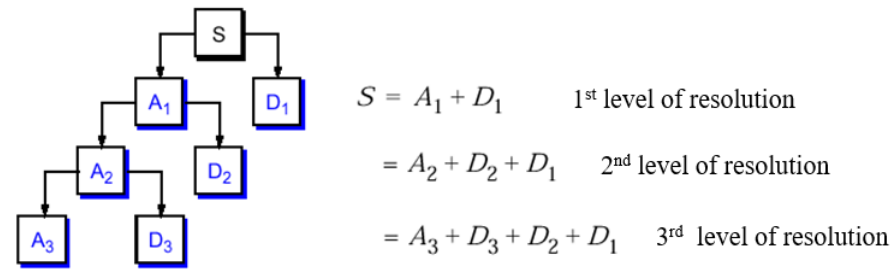 S
A₁ D₁
S = A₁ + D₁ 1ˢᵗ level of resolution
A₂ D₂
= A₂ + D₂ + D₁ 2ⁿᵈ level of resolution
A₃ D₃
= A₃ + D₃ + D₂ + D₁ 3ʳᵈ level of resolution